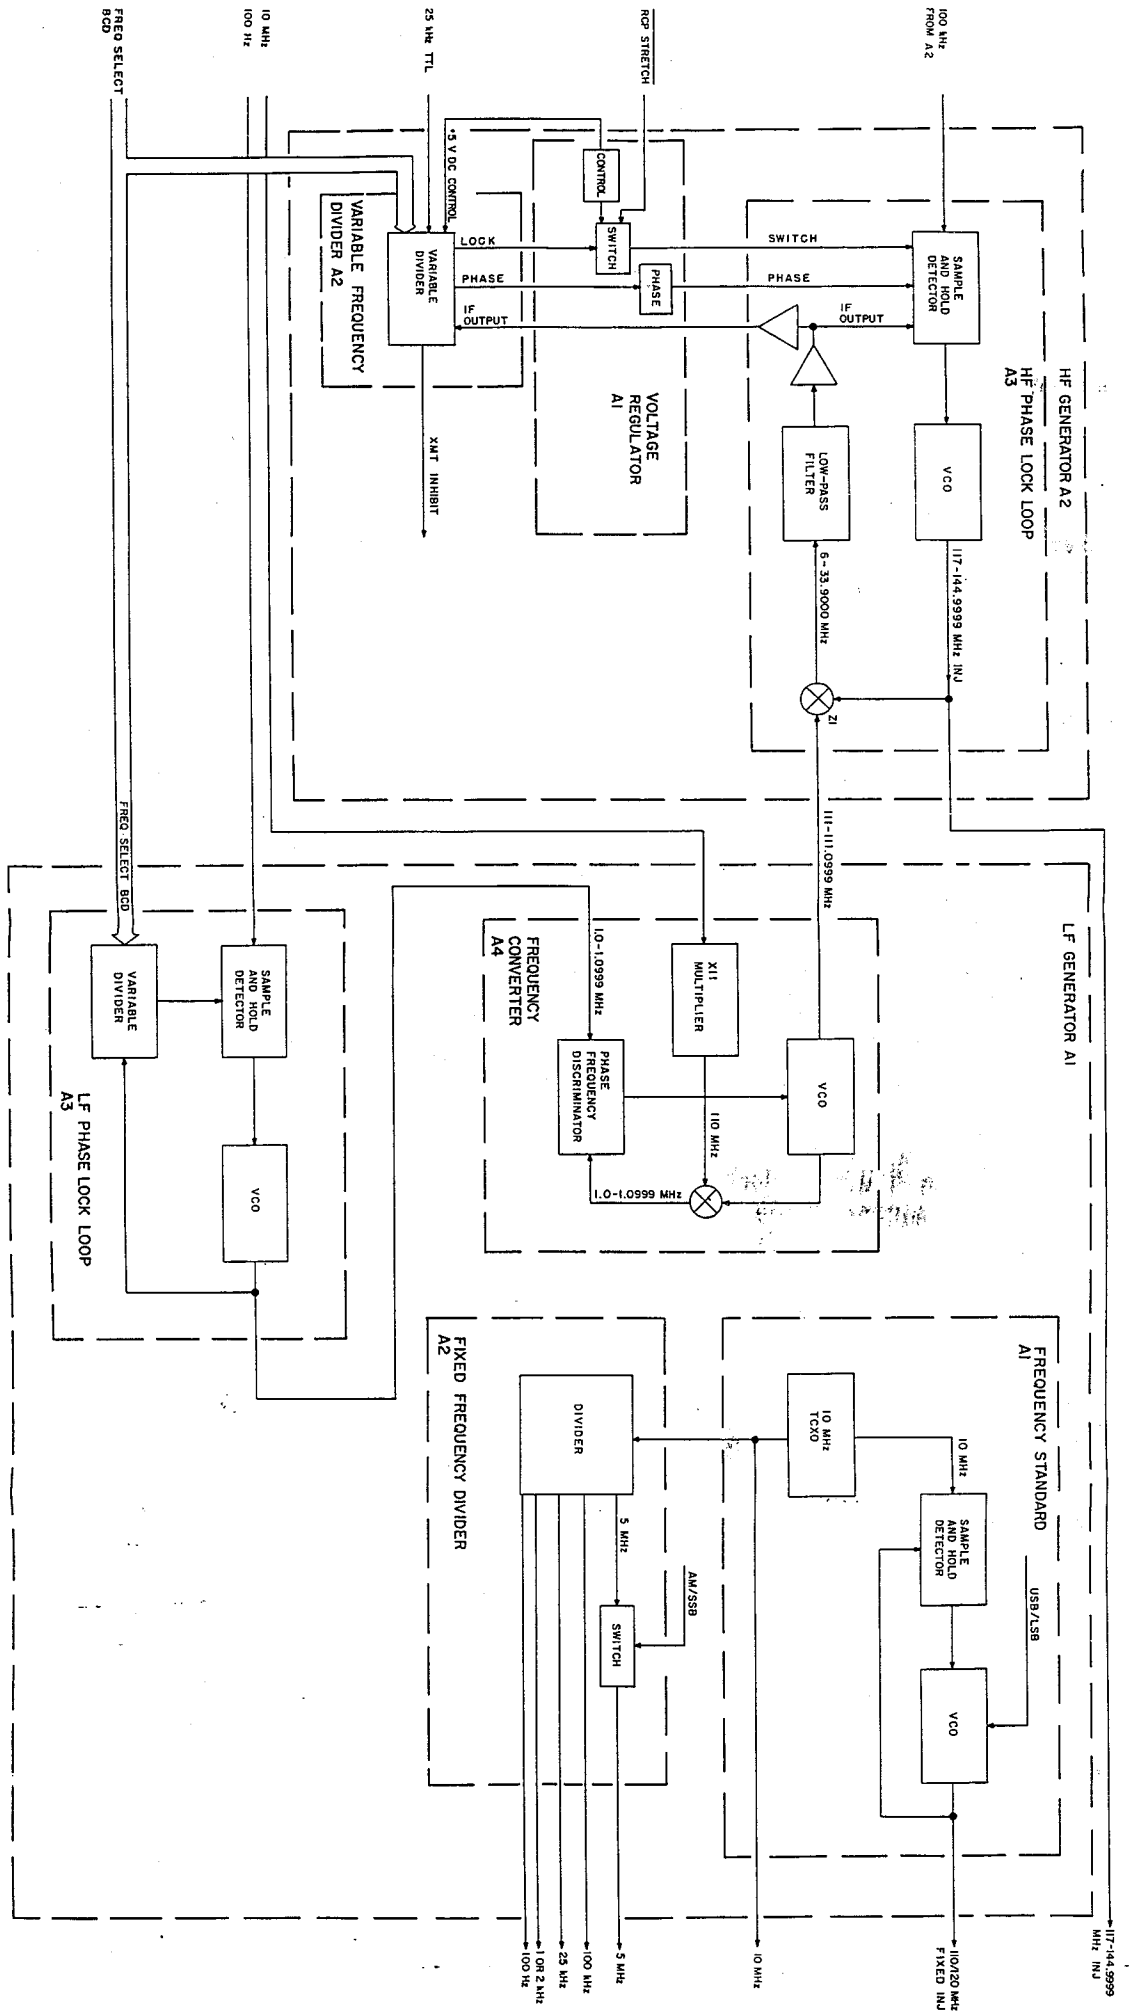 100 kHz
FROM A2
RCP STRETCH
25 kHz TTL
10 MHz
100 Hz
FREQ SELECT
BCD
HF GENERATOR A2
HF PHASE LOCK LOOP
A3
SAMPLE
AND HOLD
DETECTOR
VCO
117-144.9999 MHz INJ
SWITCH
PHASE
IF
OUTPUT
LOW-PASS
FILTER
6-33.9000 MHz
Z1
VOLTAGE
REGULATOR
A1
CONTROL
SWITCH
PHASE
+5 V DC CONTROL
LOCK
PHASE
IF
OUTPUT
VARIABLE
DIVIDER
VARIABLE FREQUENCY
DIVIDER A2
XMT INHIBIT
111-111.0999 MHz
LF GENERATOR A1
FREQUENCY
CONVERTER
A4
VCO
X11
MULTIPLIER
110 MHz
1.0-1.0999 MHz
PHASE
FREQUENCY
DISCRIMINATOR
1.0-1.0999 MHz
FREQ SELECT BCD
SAMPLE
AND HOLD
DETECTOR
VCO
VARIABLE
DIVIDER
LF PHASE LOCK LOOP
A3
FREQUENCY STANDARD
A1
USB/LSB
10 MHz
TCXO
10 MHz
SAMPLE
AND HOLD
DETECTOR
VCO
FIXED FREQUENCY DIVIDER
A2
DIVIDER
5 MHz
AM/SSB
SWITCH
117-144.9999
MHz INJ
110/120 MHz
FIXED INJ
10 MHz
5 MHz
100 kHz
25 kHz
1 OR 2 kHz
100 Hz